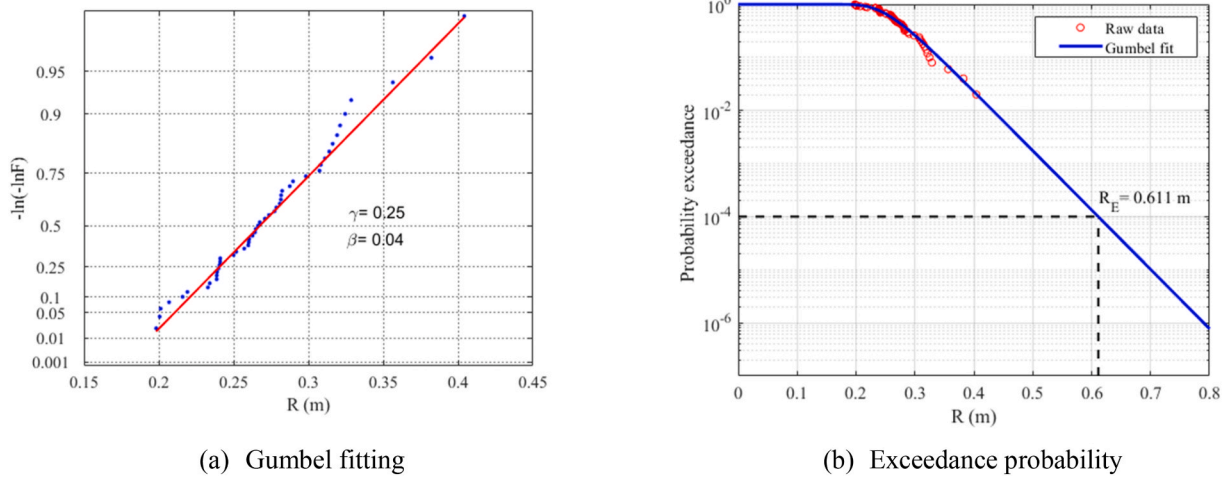 -ln(-lnF)
0.95
0.9
0.75
0.5
0.25
0.1
0.05
0.01
0.001
γ= 0.25
β= 0.04
0.15 0.2 0.25 0.3 0.35 0.4 0.45
R (m)
(a) Gumbel fitting
Probability exceedance
10^0
10^-2
10^-4
10^-6
Raw data
Gumbel fit
R_E= 0.611 m
0 0.1 0.2 0.3 0.4 0.5 0.6 0.7 0.8
R (m)
(b) Exceedance probability